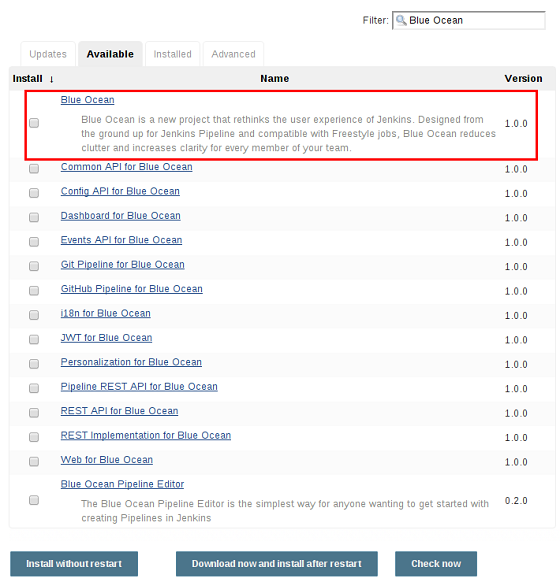 Filter: Blue Ocean
Updates Available Installed Advanced
Install ↓ Name Version
Blue Ocean
Blue Ocean is a new project that rethinks the user experience of Jenkins. Designed from
the ground up for Jenkins Pipeline and compatible with Freestyle jobs, Blue Ocean reduces
clutter and increases clarity for every member of your team.
1.0.0
Common API for Blue Ocean 1.0.0
Config API for Blue Ocean 1.0.0
Dashboard for Blue Ocean 1.0.0
Events API for Blue Ocean 1.0.0
Git Pipeline for Blue Ocean 1.0.0
GitHub Pipeline for Blue Ocean 1.0.0
i18n for Blue Ocean 1.0.0
JWT for Blue Ocean 1.0.0
Personalization for Blue Ocean 1.0.0
Pipeline REST API for Blue Ocean 1.0.0
REST API for Blue Ocean 1.0.0
REST Implementation for Blue Ocean 1.0.0
Web for Blue Ocean 1.0.0
Blue Ocean Pipeline Editor
The Blue Ocean Pipeline Editor is the simplest way for anyone wanting to get started with
creating Pipelines in Jenkins
0.2.0
Install without restart Download now and install after restart Check now